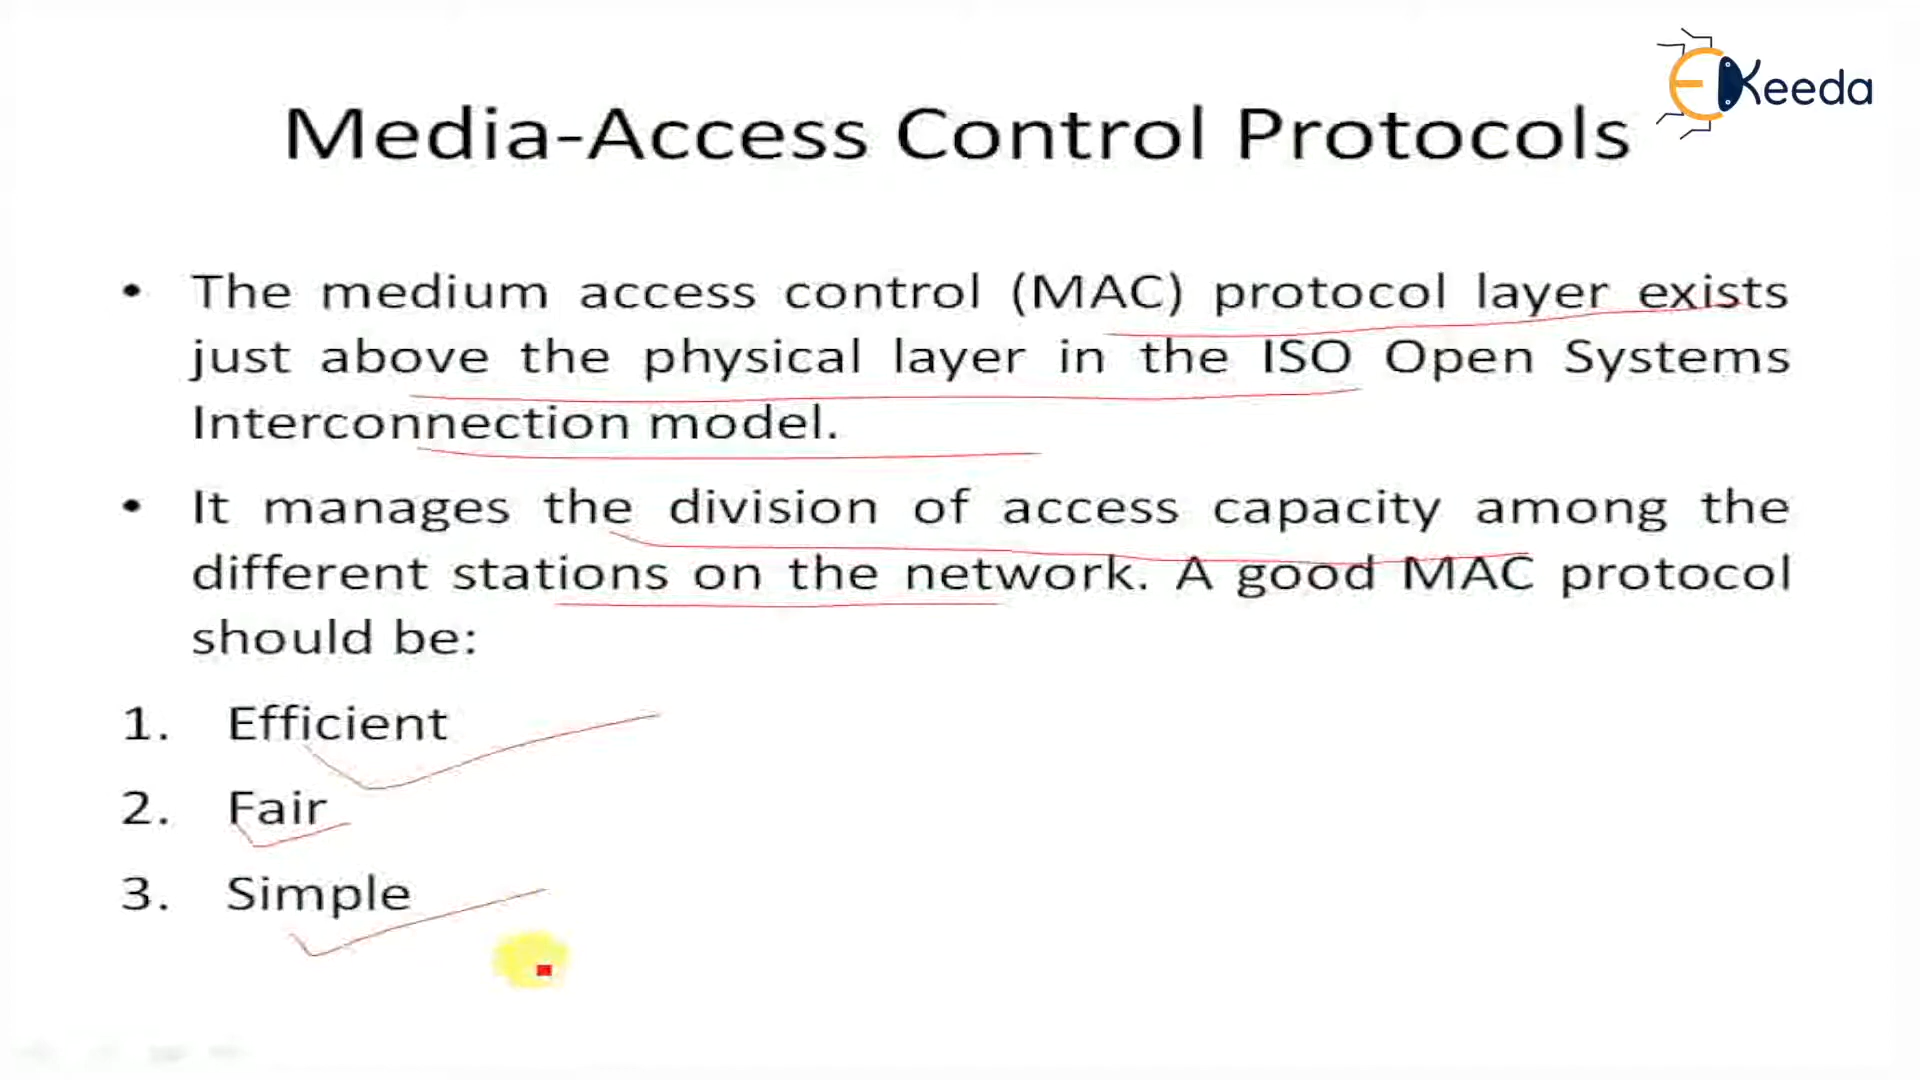 EKeeda
Media-Access Control Protocols
• The medium access control (MAC) protocol layer exists
just above the physical layer in the ISO Open Systems
Interconnection model.
• It manages the division of access capacity among the
different stations on the network. A good MAC protocol
should be:
1. Efficient
2. Fair
3. Simple